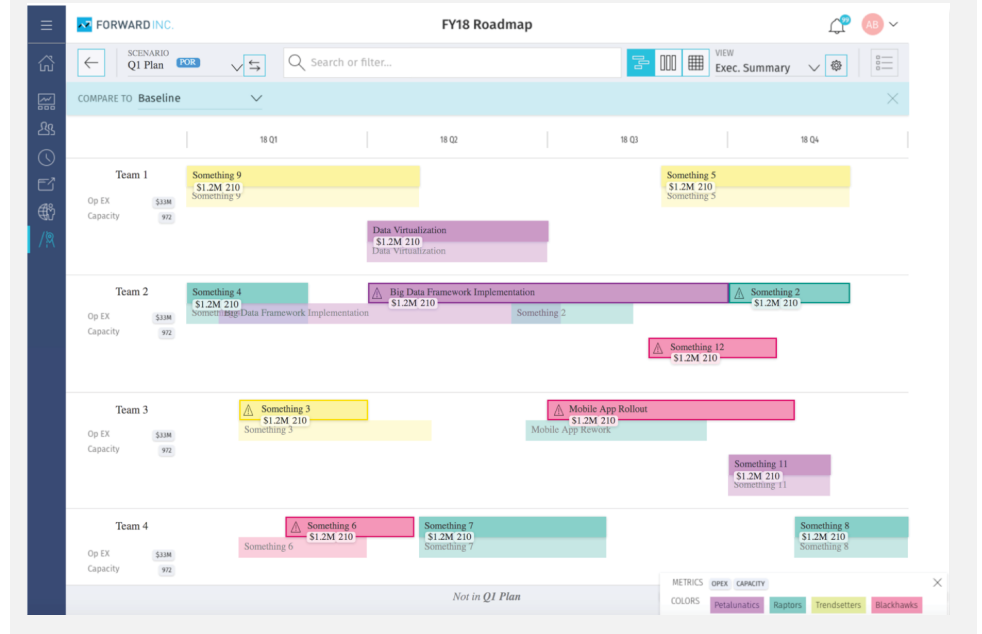 FORWARD INC.
FY18 Roadmap
99
AB
SCENARIO
Q1 Plan POR
Search or filter...
VIEW
Exec. Summary
COMPARE TO Baseline
18 Q1 18 Q2 18 Q3 18 Q4
Team 1
Op EX $33M
Capacity 972
Something 9
$1.2M 210
Something 9
Something 5
$1.2M 210
Something 5
Data Virtualization
$1.2M 210
Data Virtualization
Team 2
Op EX $33M
Capacity 972
Something 4
$1.2M 210
Big Data Framework Implementation
$1.2M 210
Something 2
$1.2M 210
Big Data Framework Implementation
Something 2
Something 12
$1.2M 210
Team 3
Op EX $33M
Capacity 972
Something 3
$1.2M 210
Something 3
Mobile App Rollout
$1.2M 210
Mobile App Rework
Something 11
$1.2M 210
Something 11
Team 4
Op EX $33M
Capacity 972
Something 6
$1.2M 210
Something 6
Something 7
$1.2M 210
Something 7
Something 8
$1.2M 210
Something 8
Not in Q1 Plan
METRICS OPEX CAPACITY
COLORS Petalunatics Raptors Trendsetters Blackhawks